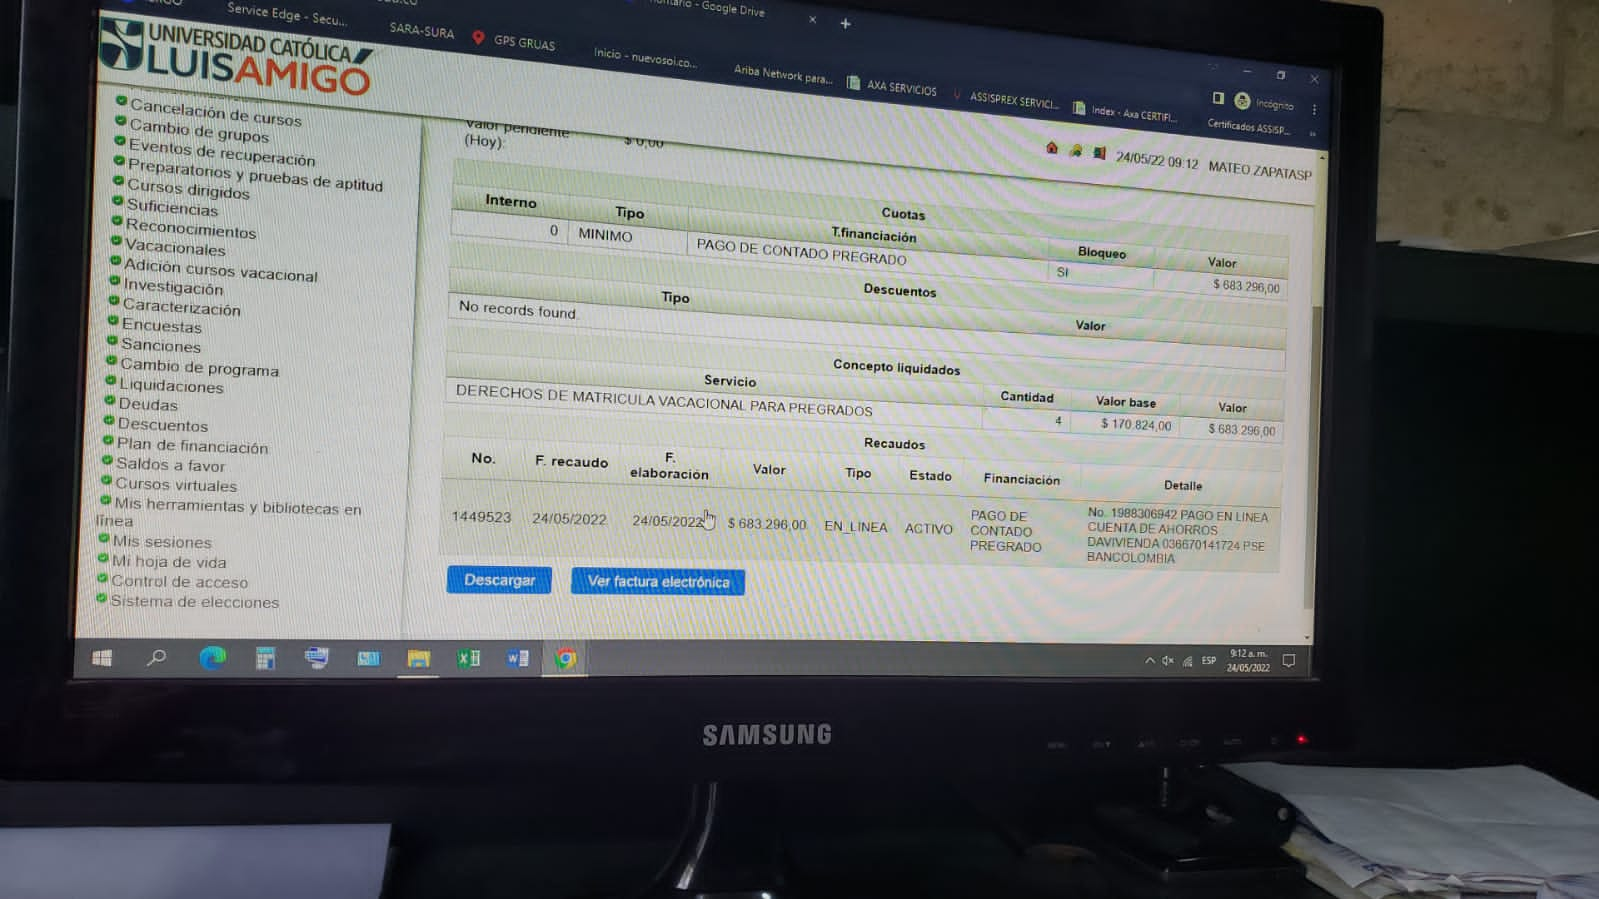 Service Edge - Secu...
SARA-SURA
GPS GRUAS
Inicio - nuevosoi.co...
- Google Drive
Ariba Network para...
AXA SERVICIOS
ASSISPREX SERVICI...
Index - Axa CERTIFI...
Incógnito
Certificados ASSISP...
UNIVERSIDAD CATÓLICA
LUIS AMIGÓ
24/05/22 09:12 MATEO ZAPATASP
Cancelación de cursos
Cambio de grupos
Eventos de recuperación
Preparatorios y pruebas de aptitud
Cursos dirigidos
Suficiencias
Reconocimientos
Vacacionales
Adición cursos vacacional
Investigación
Caracterización
Encuestas
Sanciones
Cambio de programa
Liquidaciones
Deudas
Descuentos
Plan de financiación
Saldos a favor
Cursos virtuales
Mis herramientas y bibliotecas en
línea
Mis sesiones
Mi hoja de vida
Control de acceso
Sistema de elecciones
Valor pendiente
(Hoy): $ 0,00
Cuotas
Interno Tipo T.financiación Bloqueo Valor
0 MINIMO PAGO DE CONTADO PREGRADO SI $ 683 296,00
Descuentos
Tipo Valor
No records found.
Concepto liquidados
Servicio Cantidad Valor base Valor
DERECHOS DE MATRICULA VACACIONAL PARA PREGRADOS 4 $ 170.824,00 $ 683.296,00
Recaudos
No. F. recaudo F. elaboración Valor Tipo Estado Financiación Detalle
1449523 24/05/2022 24/05/2022 $ 683.296,00 EN_LINEA ACTIVO
PAGO DE
CONTADO
PREGRADO
No. 1988306942 PAGO EN LINEA
CUENTA DE AHORROS
DAVIVIENDA 036670141724 PSE
BANCOLOMBIA
Descargar Ver factura electrónica
ESP
9:12 a. m.
24/05/2022
SAMSUNG